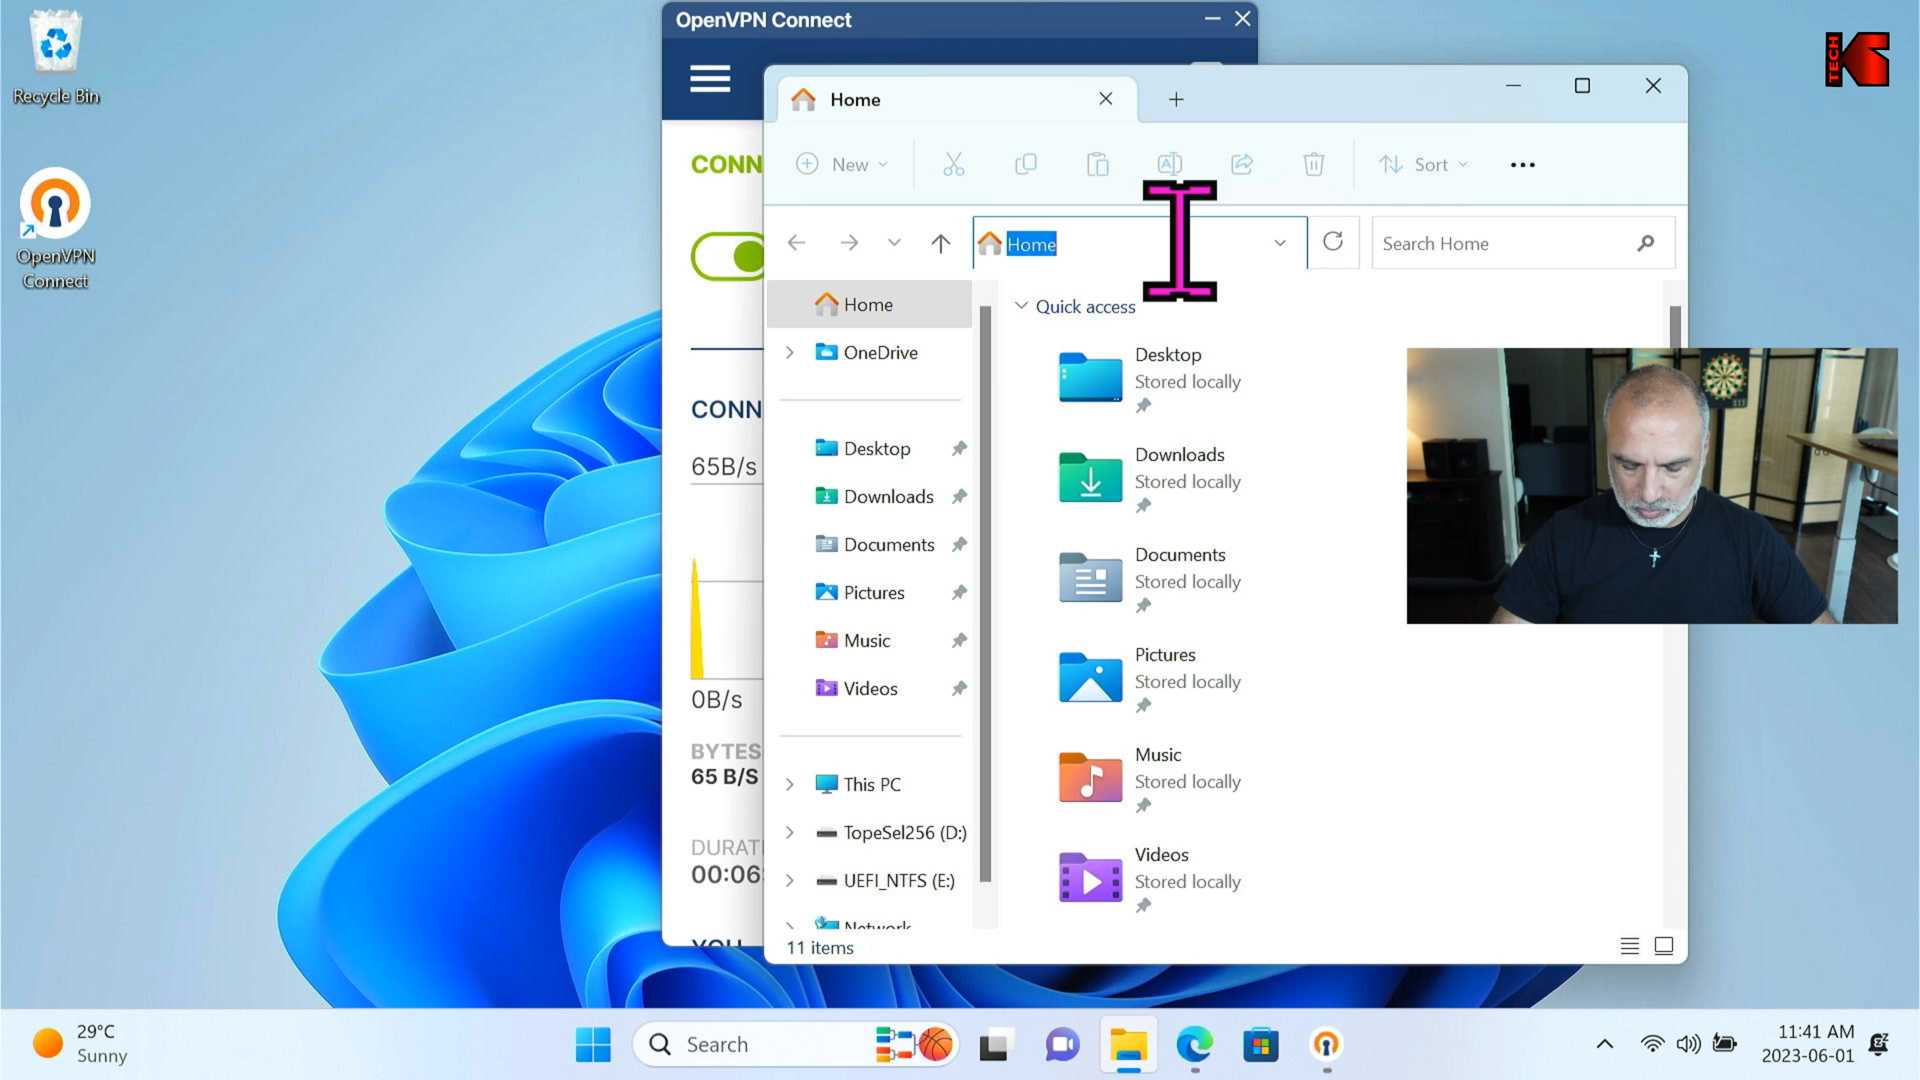 OpenVPN Connect
TECH
KS
Recycle Bin
OpenVPN
Connect
CONN
CONN
65B/s
0B/s
BYTES
65 B/S
DURAT
00:06:
YOU
Home
New
Sort
Home
Search Home
Home
OneDrive
Desktop
Downloads
Documents
Pictures
Music
Videos
This PC
TopeSel256 (D:)
UEFI_NTFS (E:)
Network
Quick access
Desktop
Stored locally
Downloads
Stored locally
Documents
Stored locally
Pictures
Stored locally
Music
Stored locally
Videos
Stored locally
11 items
29°C
Sunny
Search
11:41 AM
2023-06-01